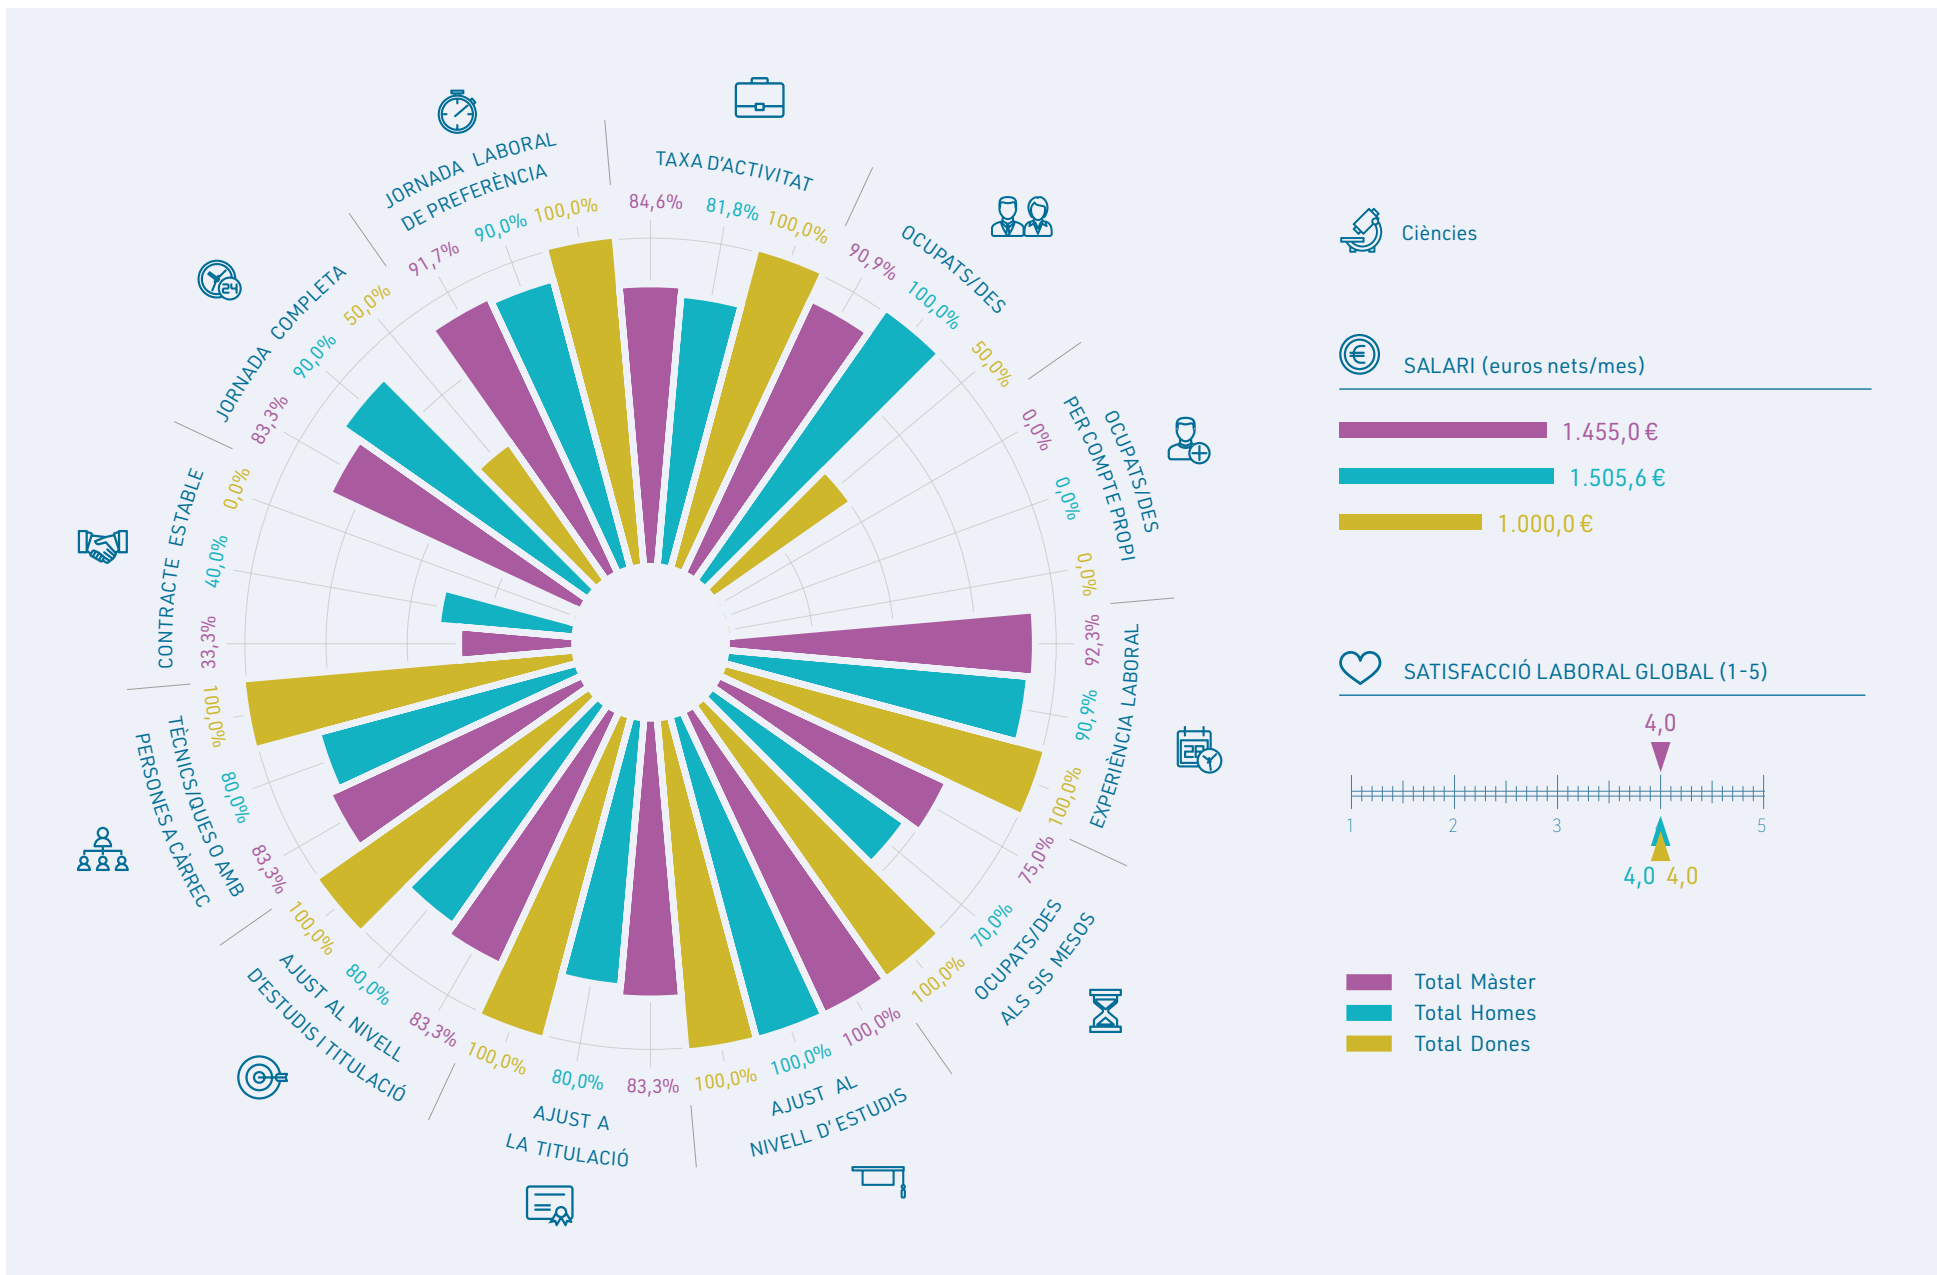 TAXA D'ACTIVITAT
84,6%
81,8%
100,0%
OCUPATS/DES
90,9%
100,0%
50,0%
OCUPATS/DES
PER COMPTE PROPI
0,0%
0,0%
0,0%
EXPERIÈNCIA LABORAL
92,3%
90,9%
100,0%
OCUPATS/DES
ALS SIS MESOS
75,0%
70,0%
100,0%
AJUST AL
NIVELL D'ESTUDIS
100,0%
100,0%
100,0%
AJUST A
LA TITULACIÓ
83,3%
80,0%
100,0%
AJUST AL NIVELL
D'ESTUDIS I TITULACIÓ
83,3%
80,0%
100,0%
TÈCNICS/QUES O AMB
PERSONES A CÀRREC
83,3%
80,0%
100,0%
CONTRACTE ESTABLE
33,3%
40,0%
0,0%
JORNADA COMPLETA
83,3%
90,0%
50,0%
24
JORNADA LABORAL
DE PREFERÈNCIA
91,7%
90,0%
100,0%
Ciències
€
SALARI (euros nets/mes)
1.455,0 €
1.505,6 €
1.000,0 €
SATISFACCIÓ LABORAL GLOBAL (1-5)
4,0
1 2 3 5
4,0 4,0
Total Màster
Total Homes
Total Dones